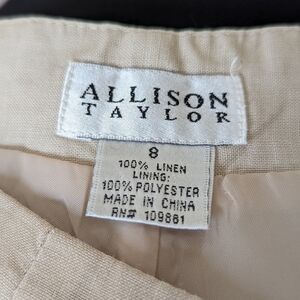 ALLISON
TAYLOR
8
100% LINEN
LINING:
100% POLYESTER
MADE IN CHINA
RN# 109861